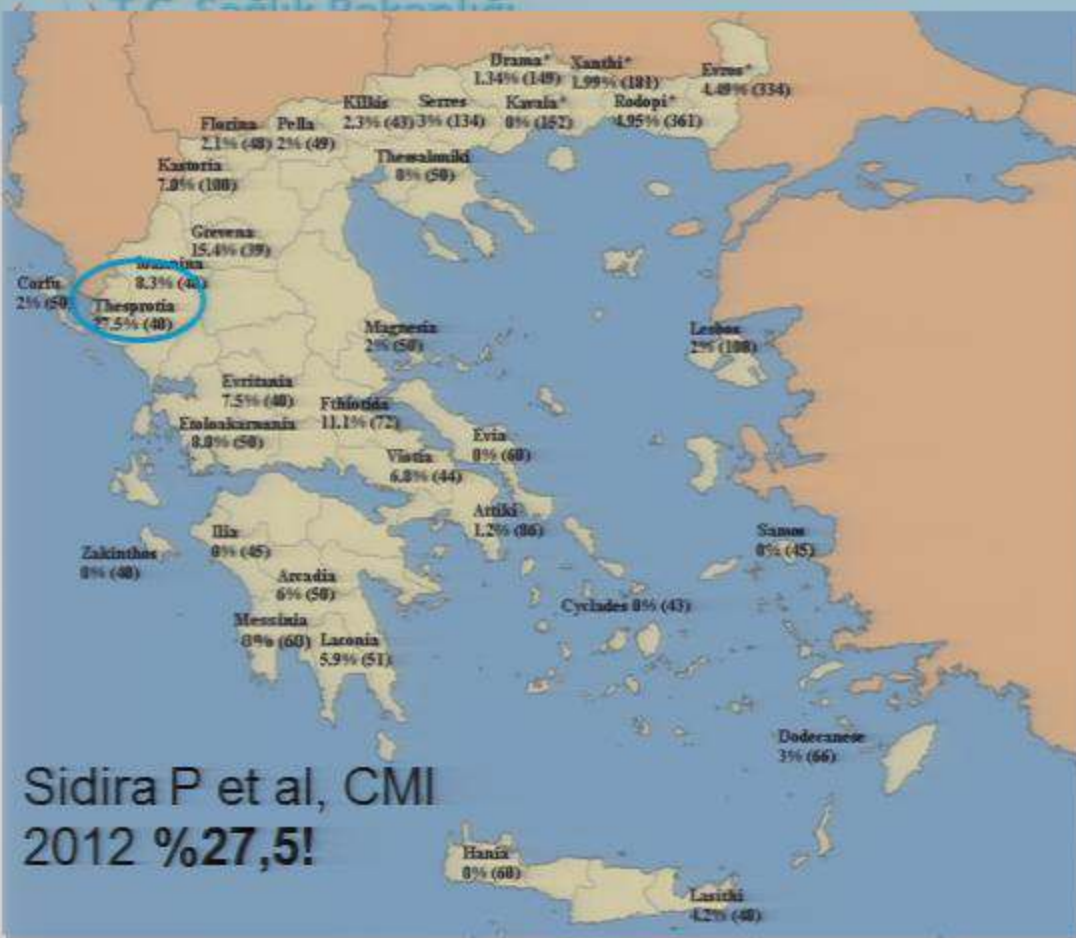 T.C. Sağlık Bakanlığı
Drama*
1.34% (149)
Xanthi*
1.99% (181)
Evros*
4.49% (334)
Kilkis
2.3% (43)
Serres
3% (134)
Kavala*
0% (152)
Rodopi*
4.95% (361)
Florina
2.1% (48)
Pella
2% (49)
Thessaloniki
0% (50)
Kastoria
7.0% (100)
Grevena
15.4% (39)
Ioannina
8.3% (48)
Corfu
2% (50)
Thesprotia
27.5% (40)
Magnesia
2% (50)
Lesbos
2% (100)
Evritania
7.5% (40)
Fthiotida
11.1% (72)
Etoloakarnania
8.0% (50)
Evia
0% (60)
Viotia
6.8% (44)
Attiki
1.2% (86)
Ilia
0% (45)
Samos
0% (45)
Zakinthos
0% (40)
Arcadia
6% (50)
Cyclades 0% (43)
Messinia
0% (60)
Laconia
5.9% (51)
Dodecanese
3% (66)
Sidira P et al, CMI
2012 %27,5!
Hania
0% (60)
Lasithi
4.2% (48)